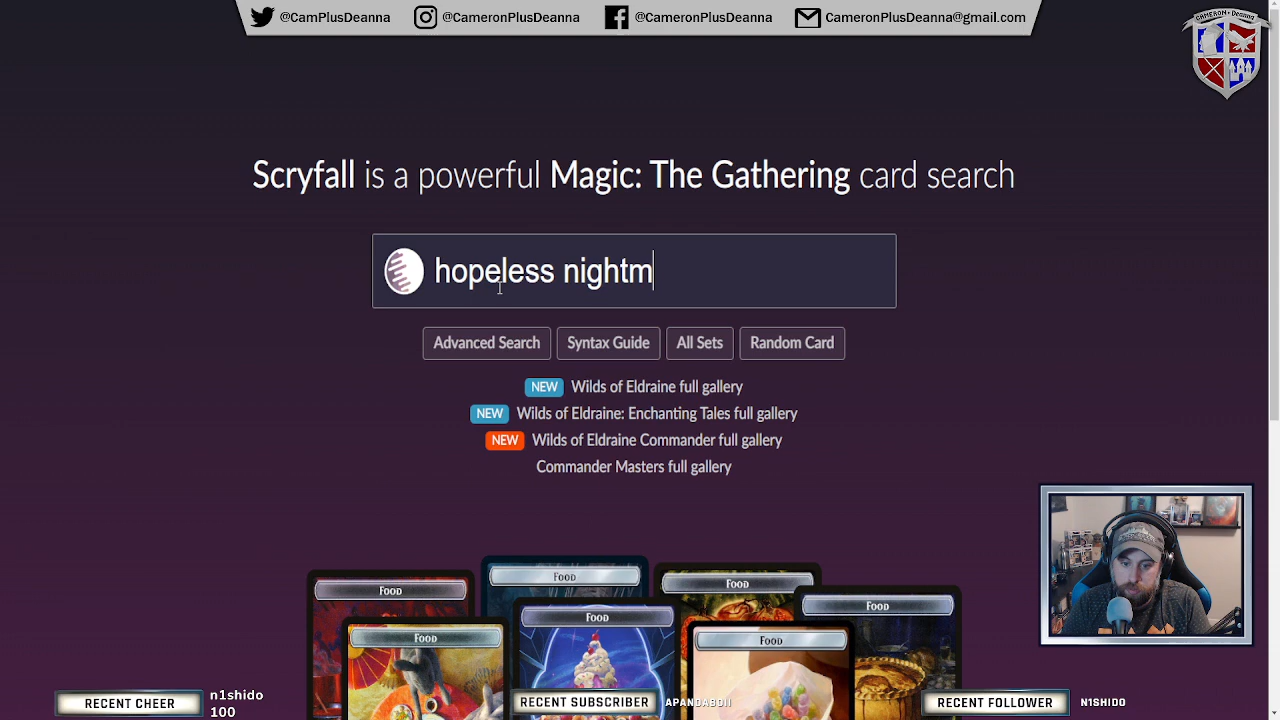 @CamPlusDeanna @CameronPlusDeanna @CameronPlusDeanna CameronPlusDeanna@gmail.com
CAMERON + Deanna
Scryfall is a powerful Magic: The Gathering card search
hopeless nightm
Advanced Search Syntax Guide All Sets Random Card
NEW Wilds of Eldraine full gallery
NEW Wilds of Eldraine: Enchanting Tales full gallery
NEW Wilds of Eldraine Commander full gallery
Commander Masters full gallery
Food Food Food Food
Food Food Food
RECENT CHEER n1shido 100
RECENT SUBSCRIBER APANDABOII
RECENT FOLLOWER N1SHIDO